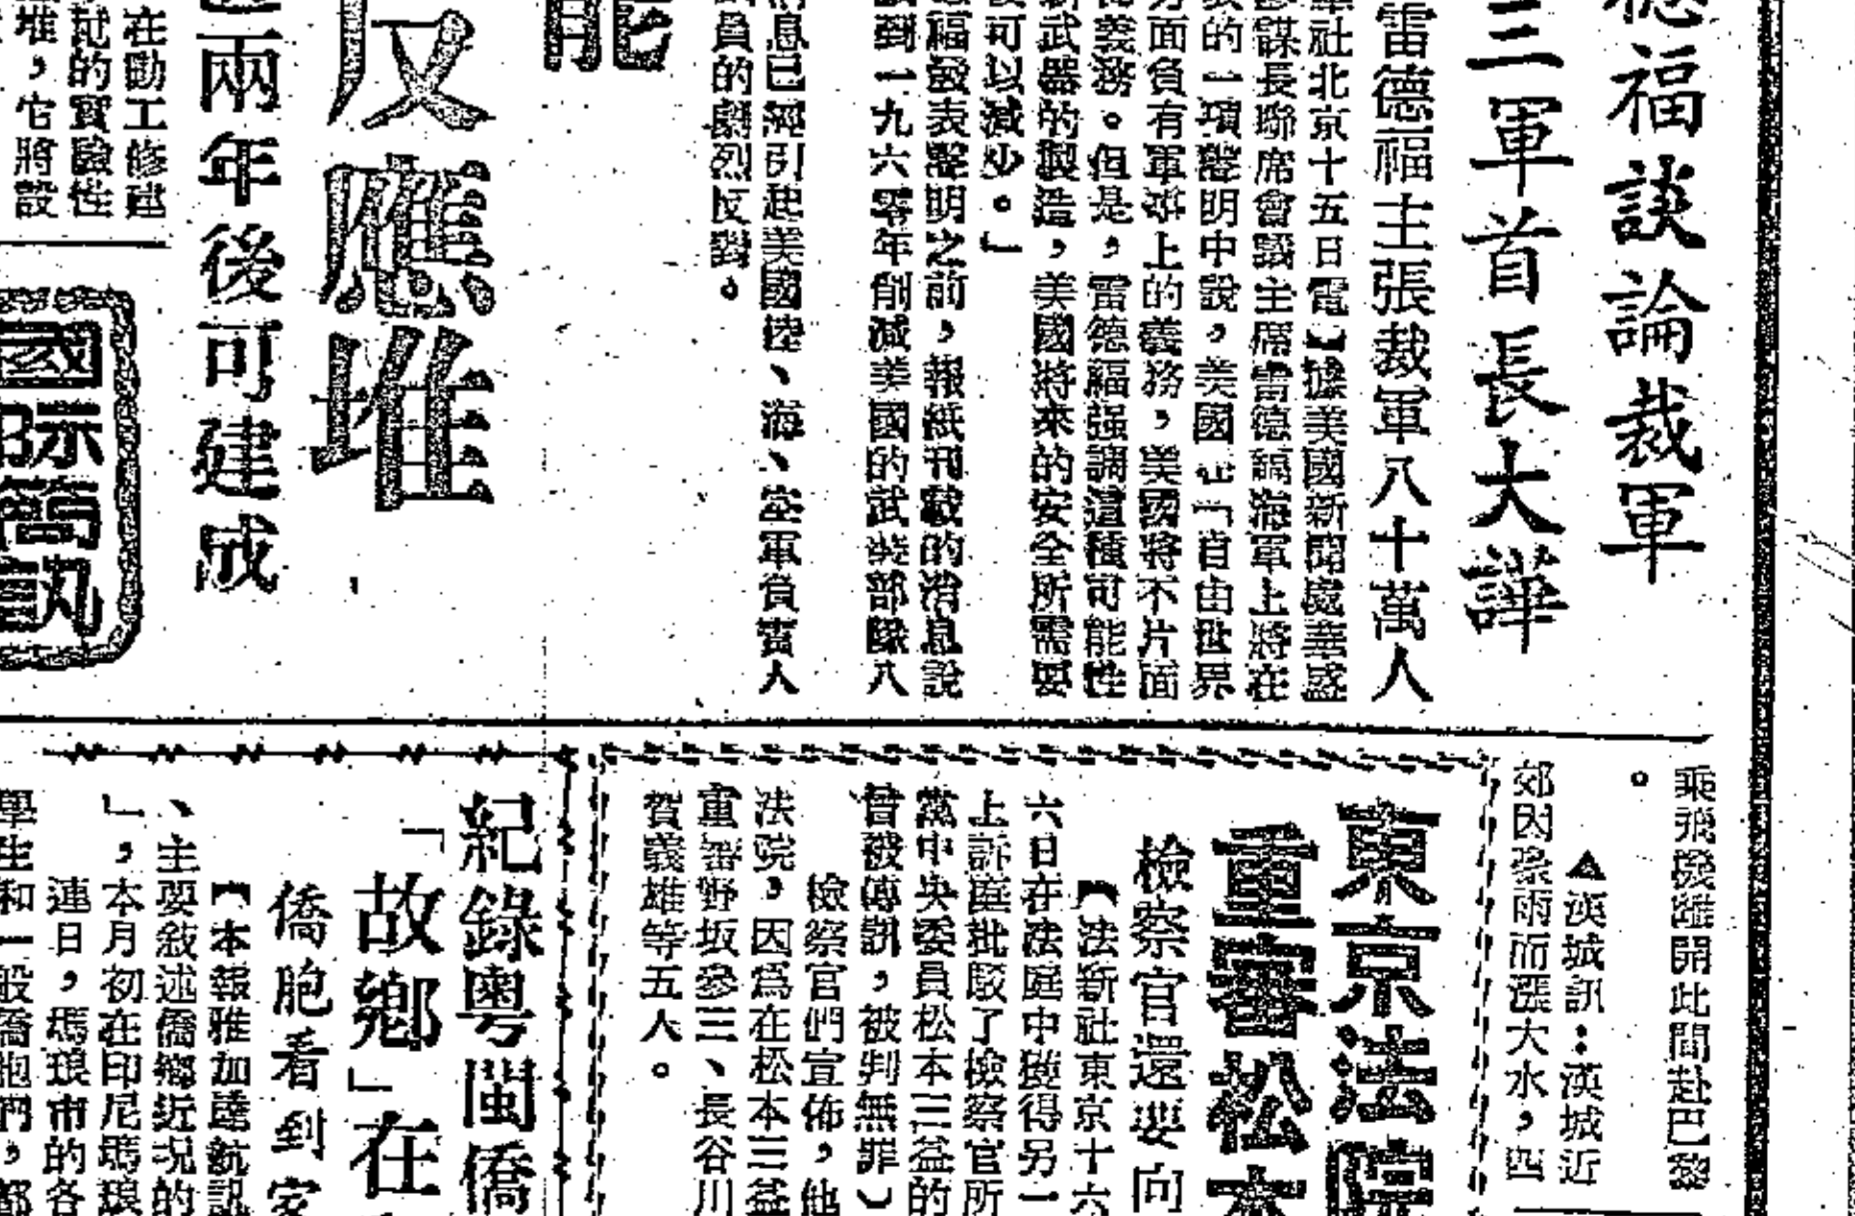 德福談論裁軍
三軍首長大譁
雷德福主張裁軍八十萬人
華社北京十五日電】據美國新聞處華盛
參謀長聯席會議主席雷德福海軍上將在
表的一項聲明中說，美國在「自由世界
方面負有軍事上的義務，美國將不片面
義務。但是，雷德福强調這種可能性
新武器的製造，美國將來的安全所需要
可以減少。」
德福發表聲明之前，報紙刊載的消息說
到一九六零年削減美國的武裝部隊八
消息已經引起美國陸、海、空軍負責人
員的劇烈反對。
能
反應堆
兩年後可建成
在動工修建
的實驗性
堆，它將設
國际簡訊
乘飛機離開此間赴巴黎
。
▲漢城訊：漢城近
郊因豪雨而漲大水，四
東京法院
重審松本
檢察官還要向
【法新社東京十六
六日在法庭中獲得另一
上訴庭批駁了檢察官所
黨中央委員松本三益的
曾被傳訊，被判無罪）
檢察官們宣佈，他
法院，因爲在松本三益
重審野坂參三、長谷川
賀義雄等五人。
紀錄粵閩僑
「故鄉」在
僑胞看到家
【本報雅加達航訊
、主要敍述僑鄉近况的
」，本月初在印尼瑪琅
連日，瑪琅市的各
學生和一般僑胞們，都